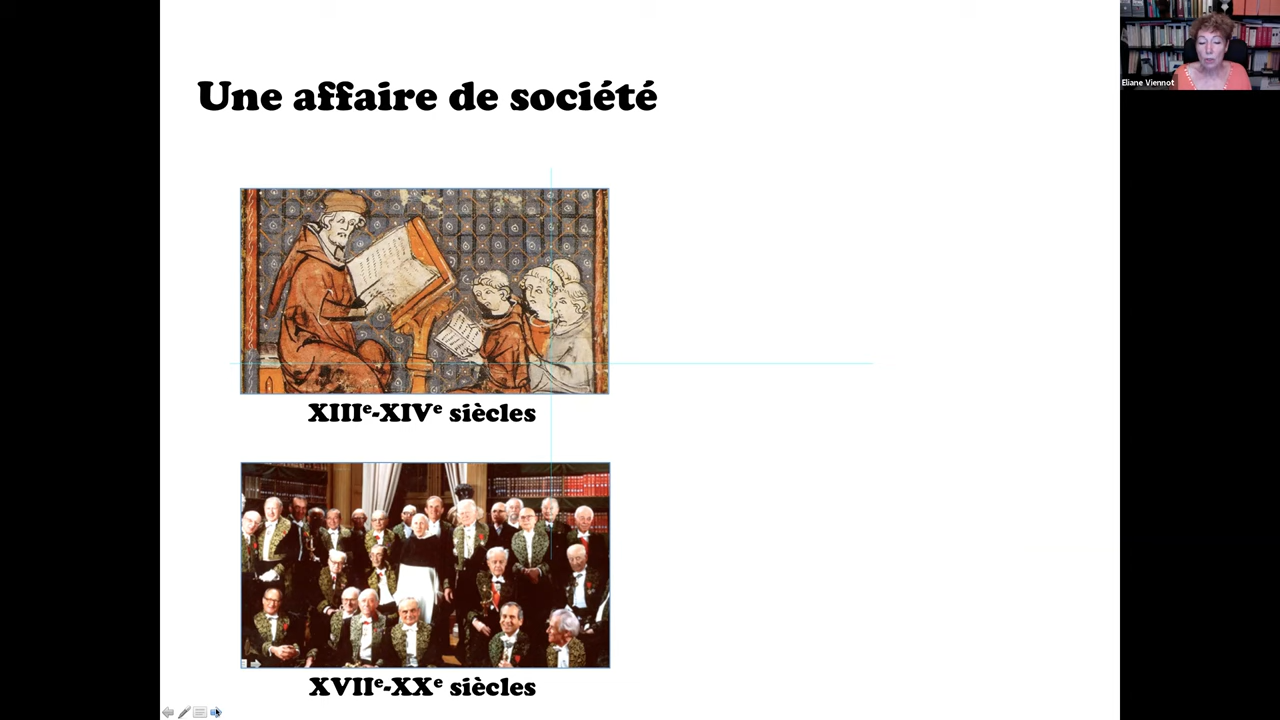 Une affaire de société
Eliane Viennot
XIIIᵉ-XIVᵉ siècles
XVIIᵉ-XXᵉ siècles